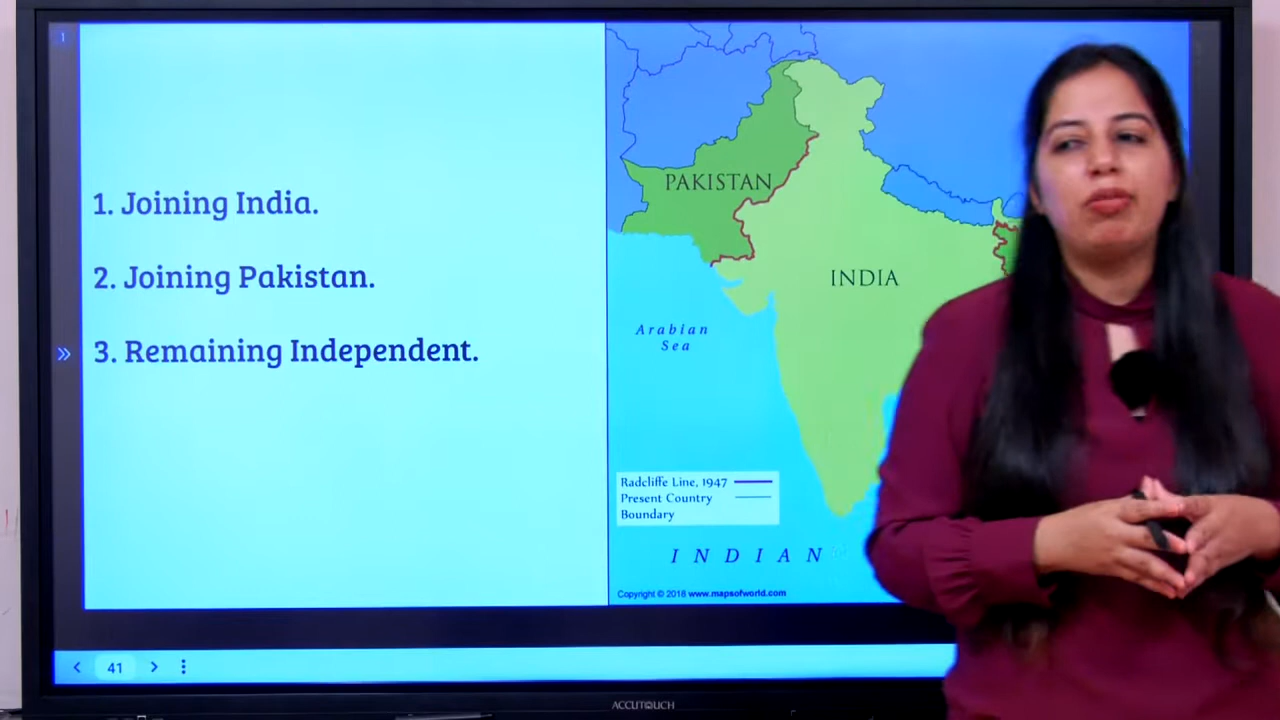 1
1. Joining India.
2. Joining Pakistan.
3. Remaining Independent.
PAKISTAN
INDIA
Arabian
Sea
Radcliffe Line, 1947
Present Country
Boundary
INDIAN
Copyright © 2018 www.mapsofworld.com
41
ACCUTOUCH